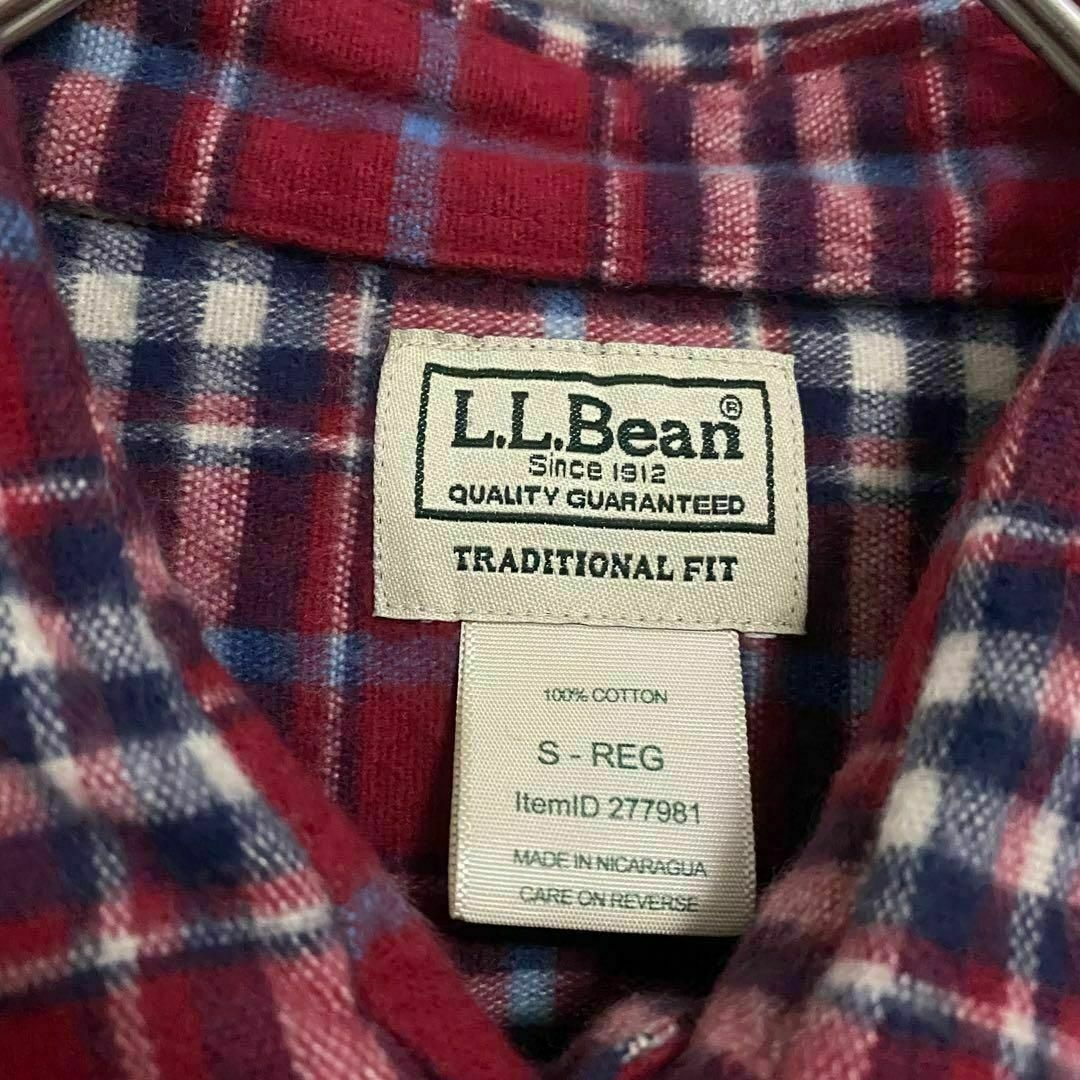 L.L.Bean®
Since 1912
QUALITY GUARANTEED
TRADITIONAL FIT
100% COTTON
S - REG
ItemID 277981
MADE IN NICARAGUA
CARE ON REVERSE